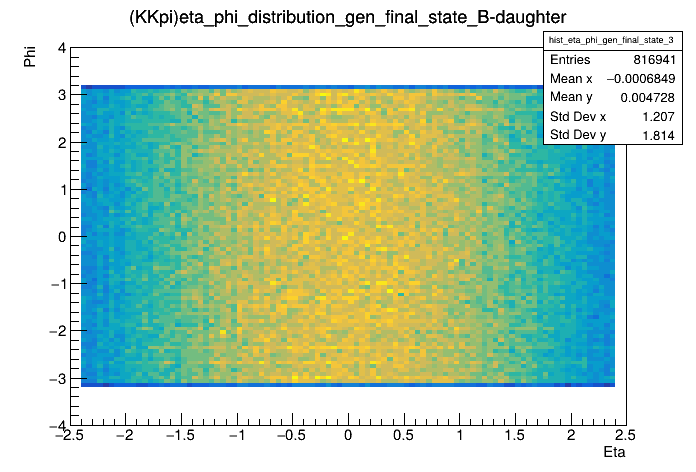 (KKpi)eta_phi_distribution_gen_final_state_B-daughter
hist_eta_phi_gen_final_state_3
Entries 816941
Mean x −0.0006849
Mean y 0.004728
Std Dev x 1.207
Std Dev y 1.814
Phi
4
3
2
1
0
−1
−2
−3
−4
−2.5 −2 −1.5 −1 −0.5 0 0.5 1 1.5 2 2.5
Eta